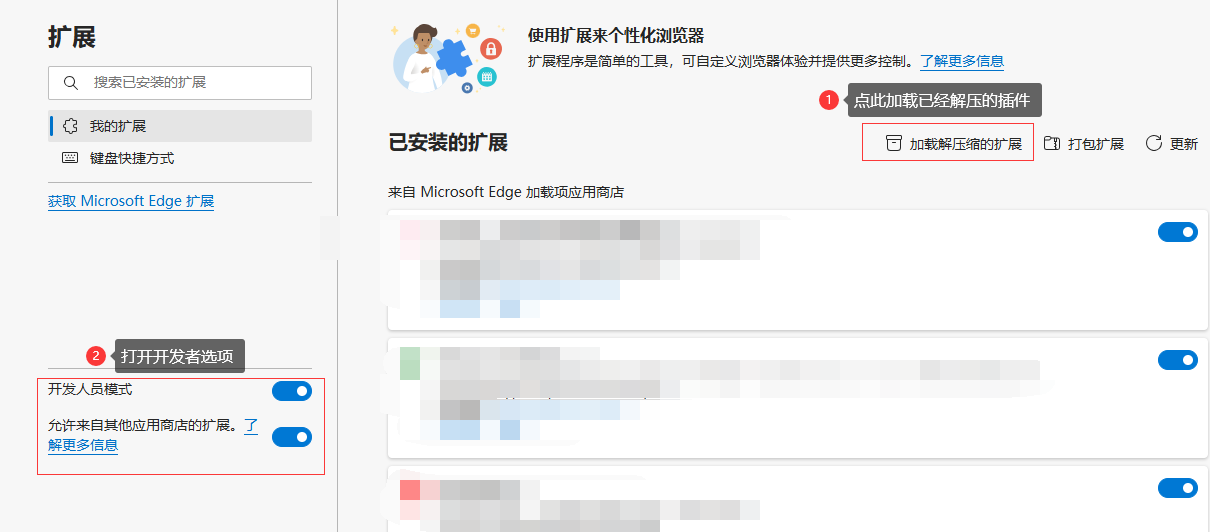 扩展
搜索已安装的扩展
我的扩展
键盘快捷方式
获取 Microsoft Edge 扩展
2 打开开发者选项
开发人员模式
允许来自其他应用商店的扩展。了
解更多信息
使用扩展来个性化浏览器
扩展程序是简单的工具，可自定义浏览器体验并提供更多控制。了解更多信息
1 点此加载已经解压的插件
已安装的扩展
加载解压缩的扩展 打包扩展 更新
来自 Microsoft Edge 加载项应用商店